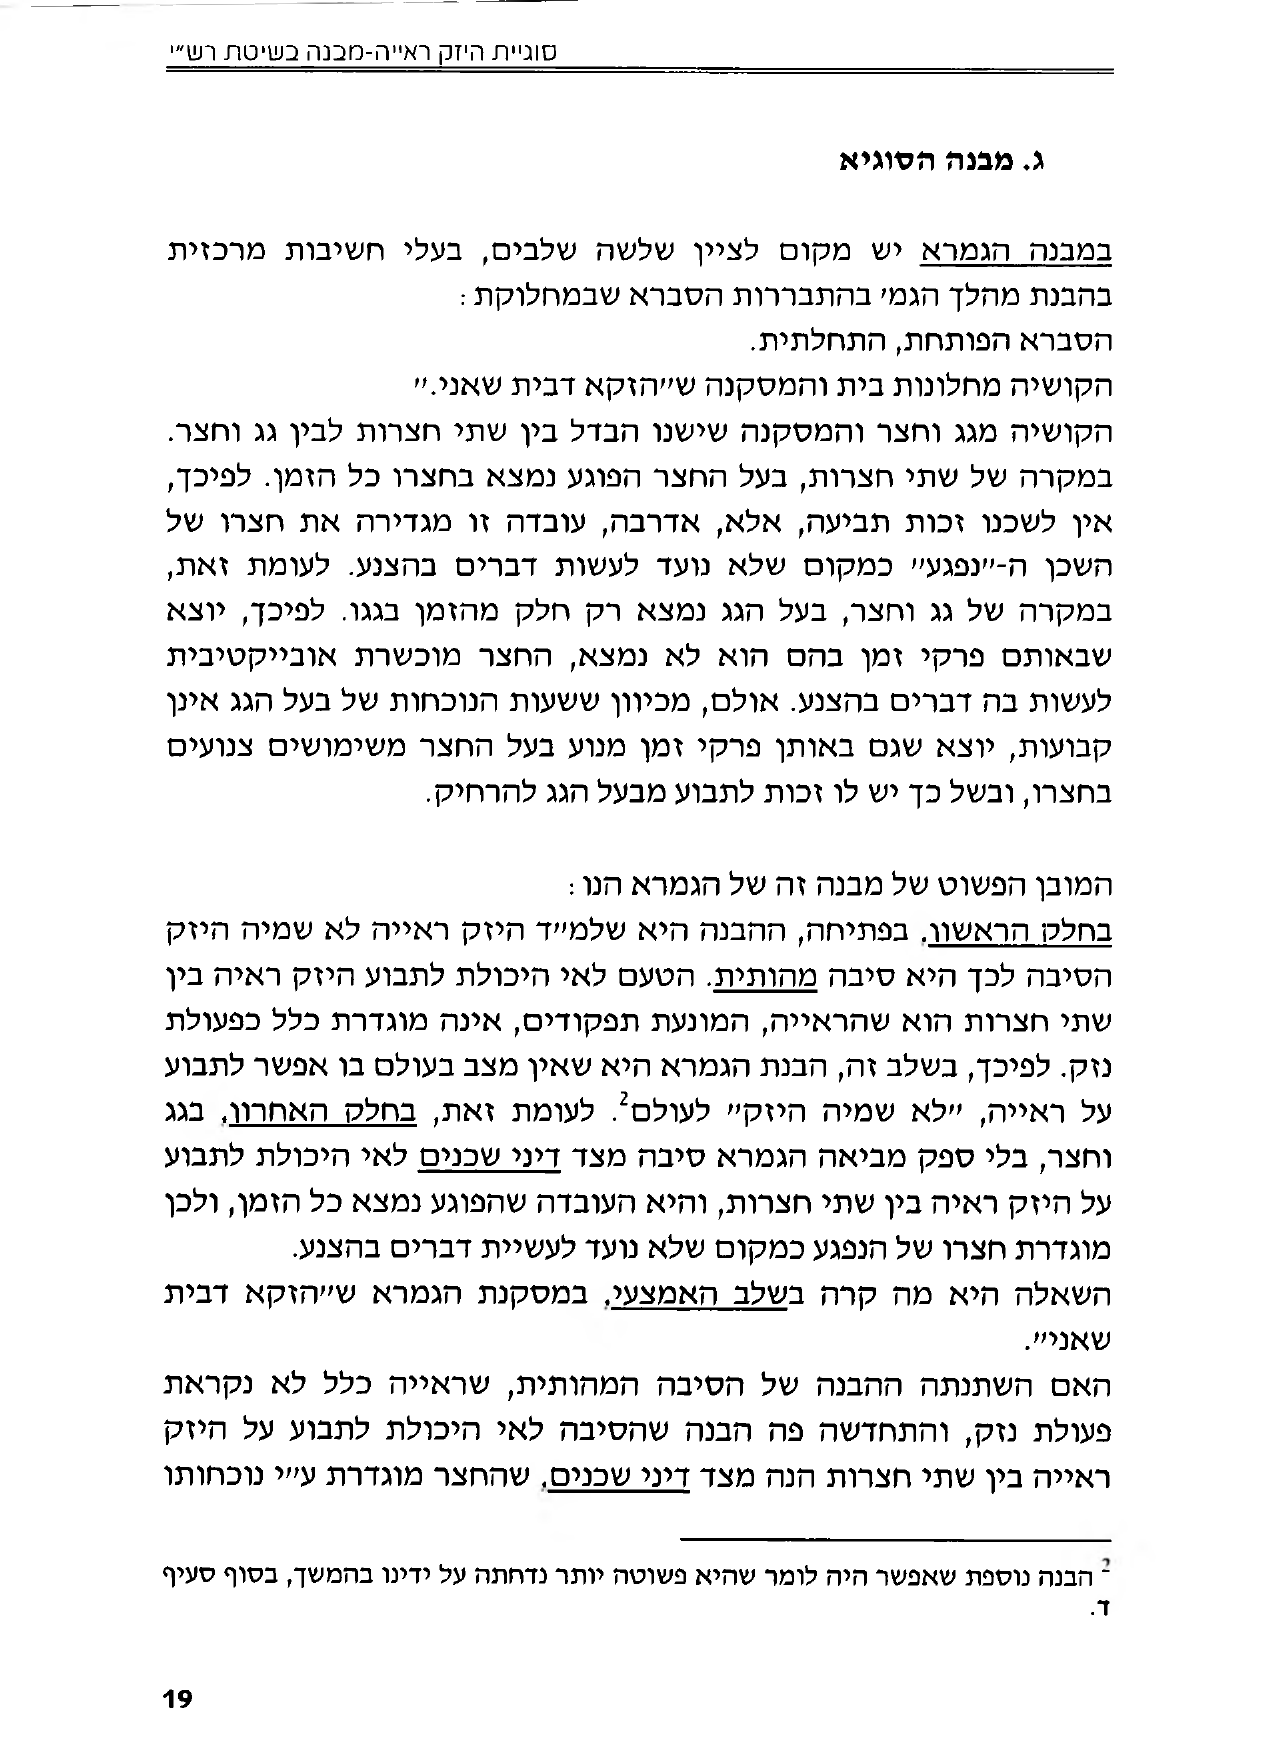 סוגיית היזק ראייה-מבנה בשיטת רש״י
ג. מבנה הסוגיא
במבנה הגמרא יש מקום לציין שלשה שלבים, בעלי חשיבות מרכזית
בהבנת מהלך הגמ׳ בהתבררות הסברא שבמחלוקת :
הסברא הפותחת, התחלתית.
הקושיה מחלונות בית והמסקנה ש״הזקא דבית שאני.״
הקושיה מגג וחצר והמסקנה שישנו הבדל בין שתי חצרות לבין גג וחצר.
במקרה של שתי חצרות, בעל החצר הפוגע נמצא בחצרו כל הזמן. לפיכך,
אין לשכנו זכות תביעה, אלא, אדרבה, עובדה זו מגדירה את חצרו של
השכן ה-״נפגע״ כמקום שלא נועד לעשות דברים בהצנע. לעומת זאת,
במקרה של גג וחצר, בעל הגג נמצא רק חלק מהזמן בגגו. לפיכך, יוצא
שבאותם פרקי זמן בהם הוא לא נמצא, החצר מוכשרת אובייקטיבית
לעשות בה דברים בהצנע. אולם, מכיוון ששעות הנוכחות של בעל הגג אינן
קבועות, יוצא שגם באותן פרקי זמן מנוע בעל החצר משימושים צנועים
בחצרו, ובשל כך יש לו זכות לתבוע מבעל הגג להרחיק.
המובן הפשוט של מבנה זה של הגמרא הנו :
בחלק הראשון, בפתיחה, ההבנה היא שלמ״ד היזק ראייה לא שמיה היזק
הסיבה לכך היא סיבה מהותית. הטעם לאי היכולת לתבוע היזק ראיה בין
שתי חצרות הוא שהראייה, המונעת תפקודים, אינה מוגדרת כלל כפעולת
נזק. לפיכך, בשלב זה, הבנת הגמרא היא שאין מצב בעולם בו אפשר לתבוע
על ראייה, ״לא שמיה היזק״ לעולם². לעומת זאת, בחלק האחרון, בגג
וחצר, בלי ספק מביאה הגמרא סיבה מצד דיני שכנים לאי היכולת לתבוע
על היזק ראיה בין שתי חצרות, והיא העובדה שהפוגע נמצא כל הזמן, ולכן
מוגדרת חצרו של הנפגע כמקום שלא נועד לעשיית דברים בהצנע.
השאלה היא מה קרה בשלב האמצעי, במסקנת הגמרא ש״הזקא דבית
שאני״.
האם השתנתה ההבנה של הסיבה המהותית, שראייה כלל לא נקראת
פעולת נזק, והתחדשה פה הבנה שהסיבה לאי היכולת לתבוע על היזק
ראייה בין שתי חצרות הנה מצד דיני שכנים, שהחצר מוגדרת ע״י נוכחותו
² הבנה נוספת שאפשר היה לומר שהיא פשוטה יותר נדחתה על ידינו בהמשך, בסוף סעיף
ד.
19